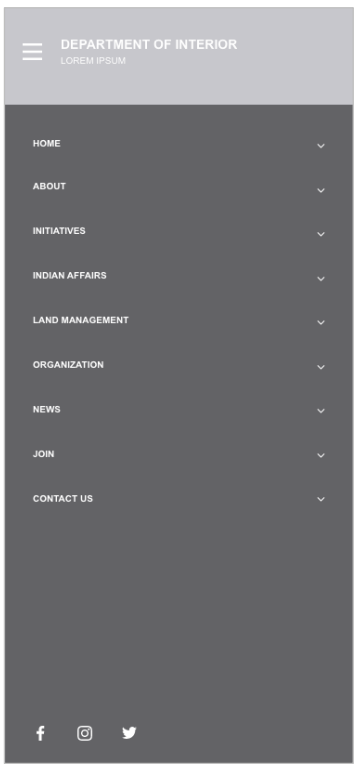 DEPARTMENT OF INTERIOR
LOREM IPSUM
HOME
ABOUT
INITIATIVES
INDIAN AFFAIRS
LAND MANAGEMENT
ORGANIZATION
NEWS
JOIN
CONTACT US